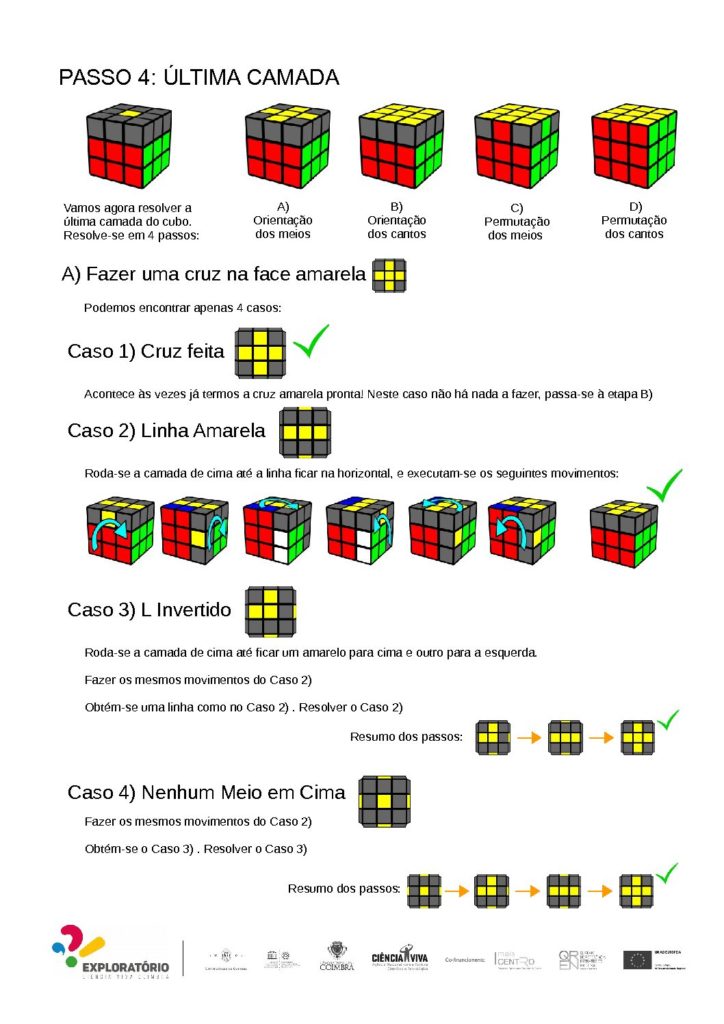 PASSO 4: ÚLTIMA CAMADA
Vamos agora resolver a
última camada do cubo.
Resolve-se em 4 passos:
A)
Orientação
dos meios
B)
Orientação
dos cantos
C)
Permutação
dos meios
D)
Permutação
dos cantos
A) Fazer uma cruz na face amarela
Podemos encontrar apenas 4 casos:
Caso 1) Cruz feita
Acontece às vezes já termos a cruz amarela pronta! Neste caso não há nada a fazer, passa-se à etapa B)
Caso 2) Linha Amarela
Roda-se a camada de cima até a linha ficar na horizontal, e executam-se os seguintes movimentos:
Caso 3) L Invertido
Roda-se a camada de cima até ficar um amarelo para cima e outro para a esquerda.
Fazer os mesmos movimentos do Caso 2)
Obtém-se uma linha como no Caso 2) . Resolver o Caso 2)
Resumo dos passos:
Caso 4) Nenhum Meio em Cima
Fazer os mesmos movimentos do Caso 2)
Obtém-se o Caso 3) . Resolver o Caso 3)
Resumo dos passos:
EXPLORATÓRIO
CIÊNCIA VIVA COIMBRA
COIMBRA
CIÊNCIA VIVA
Co-financiamento:
mais
CENTRO
QREN